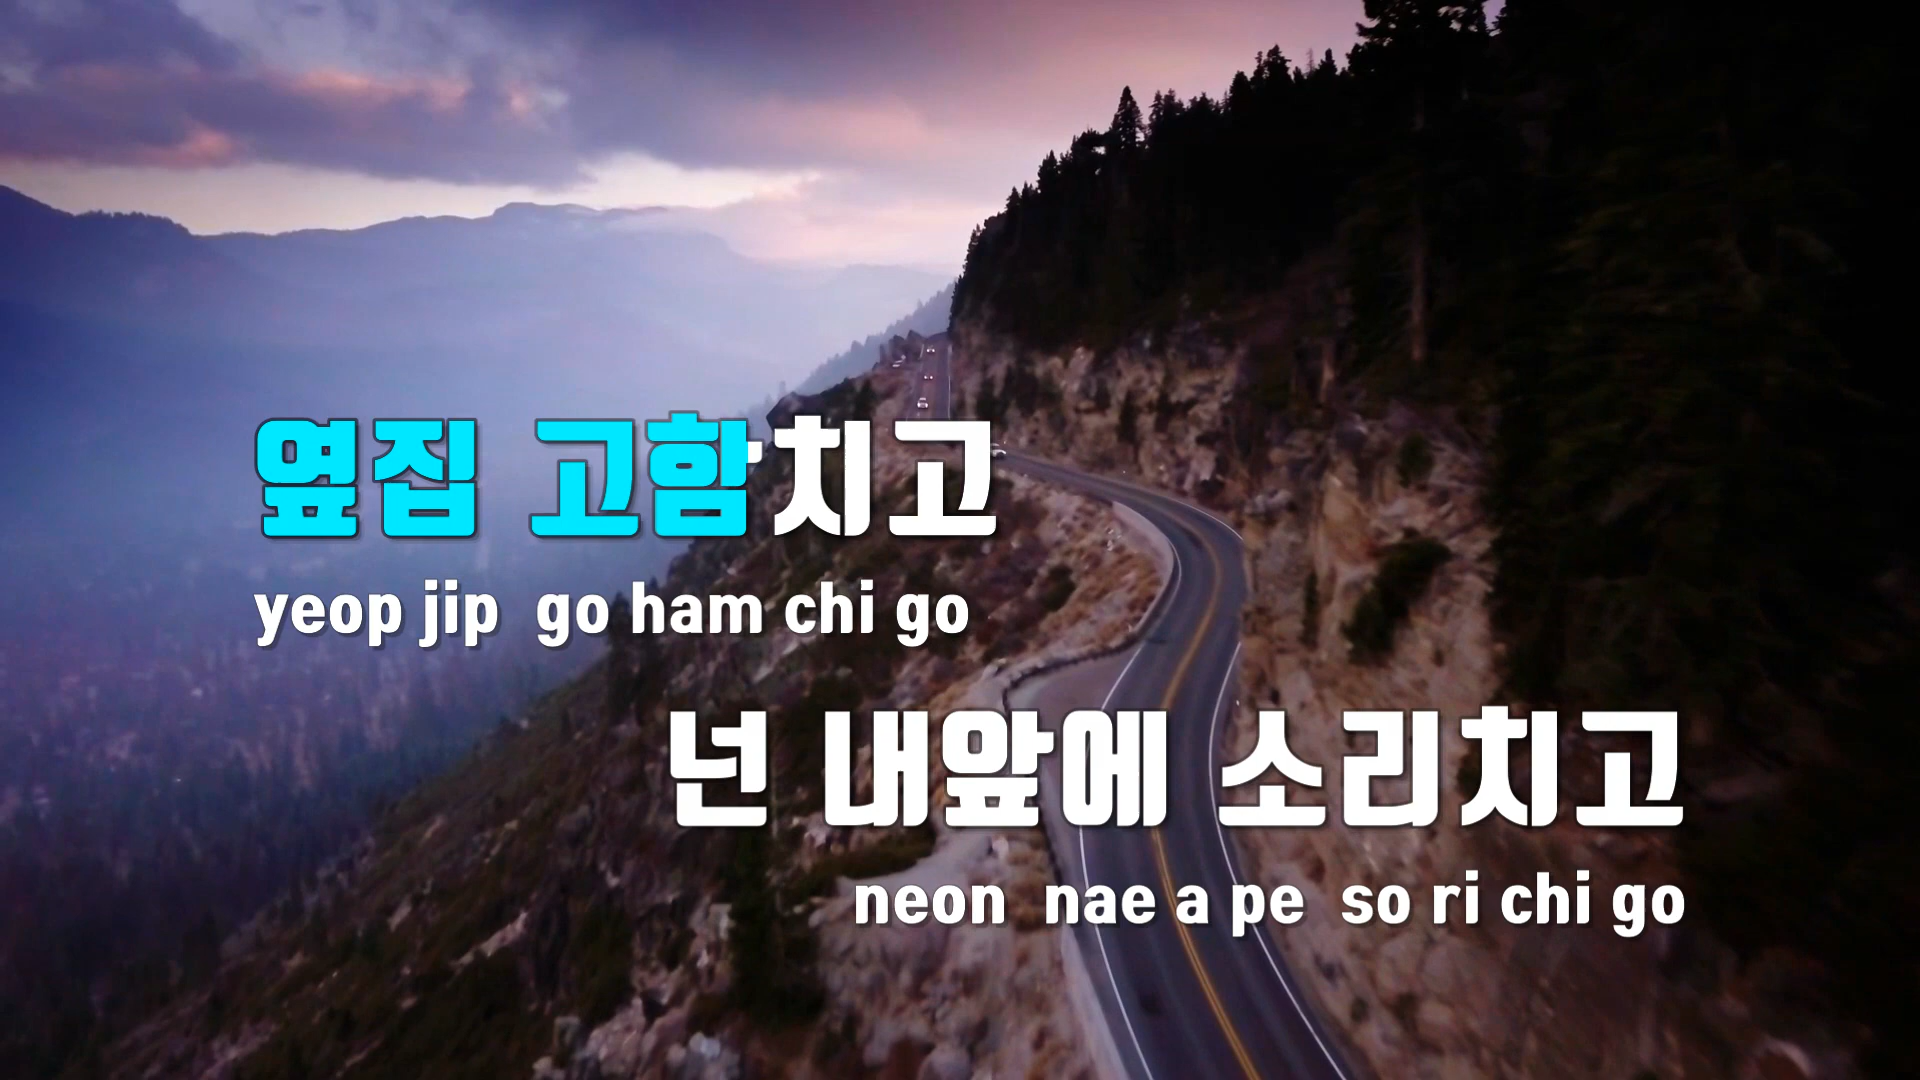 옆집 고함치고
yeop jip go ham chi go
넌 내앞에 소리치고
neon nae a pe so ri chi go